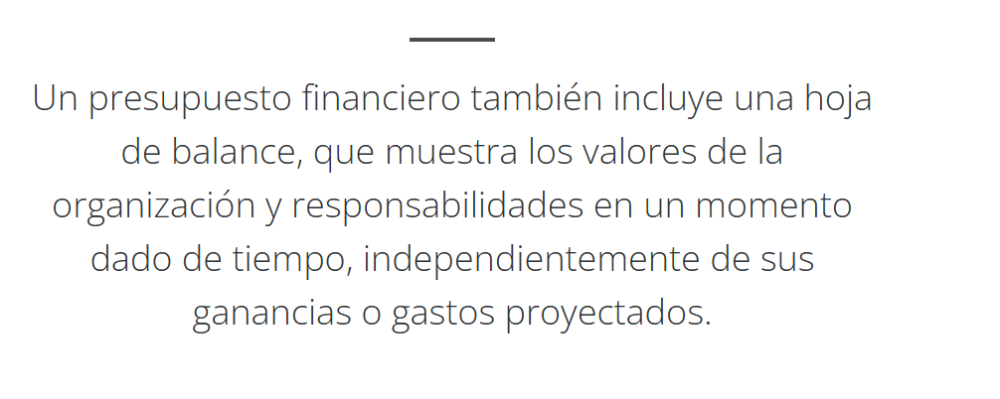 Un presupuesto financiero también incluye una hoja
de balance, que muestra los valores de la
organización y responsabilidades en un momento
dado de tiempo, independientemente de sus
ganancias o gastos proyectados.